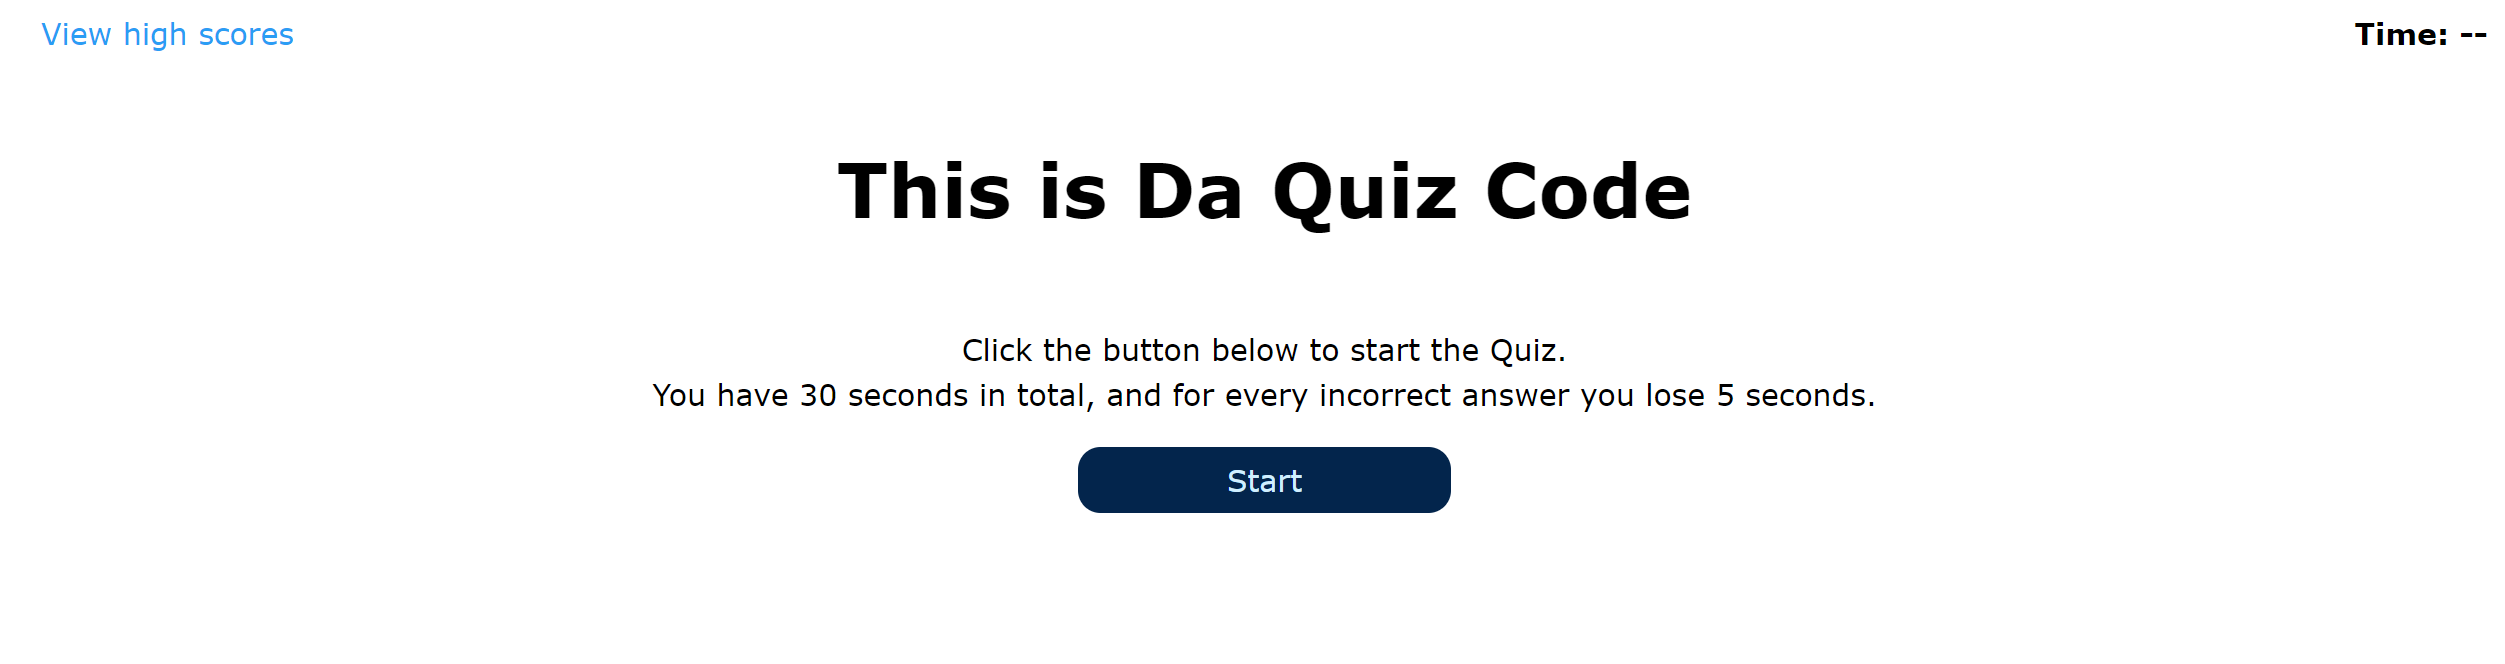 View high scores
Time: --
This is Da Quiz Code
Click the button below to start the Quiz.
You have 30 seconds in total, and for every incorrect answer you lose 5 seconds.
Start